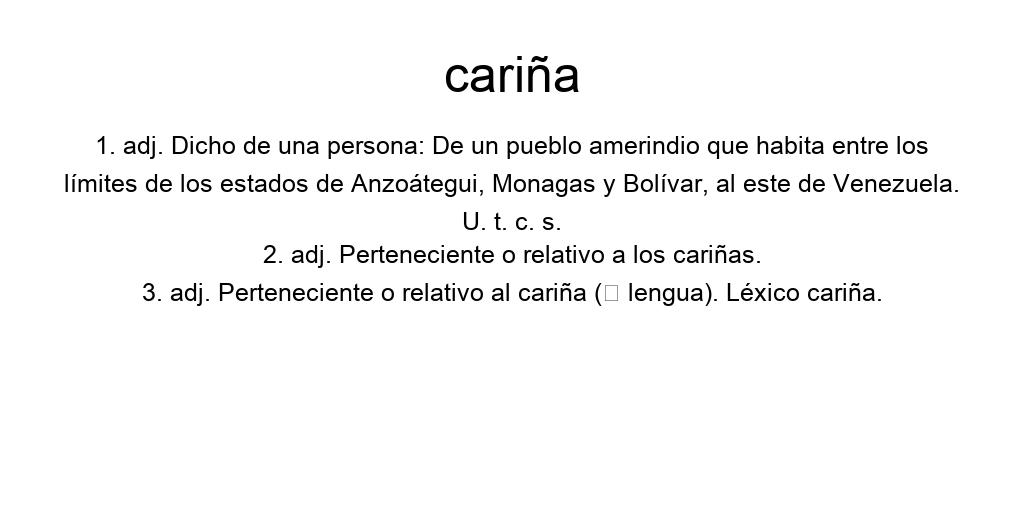 cariña
1. adj. Dicho de una persona: De un pueblo amerindio que habita entre los
límites de los estados de Anzoátegui, Monagas y Bolívar, al este de Venezuela.
U. t. c. s.
2. adj. Perteneciente o relativo a los cariñas.
3. adj. Perteneciente o relativo al cariña (□ lengua). Léxico cariña.